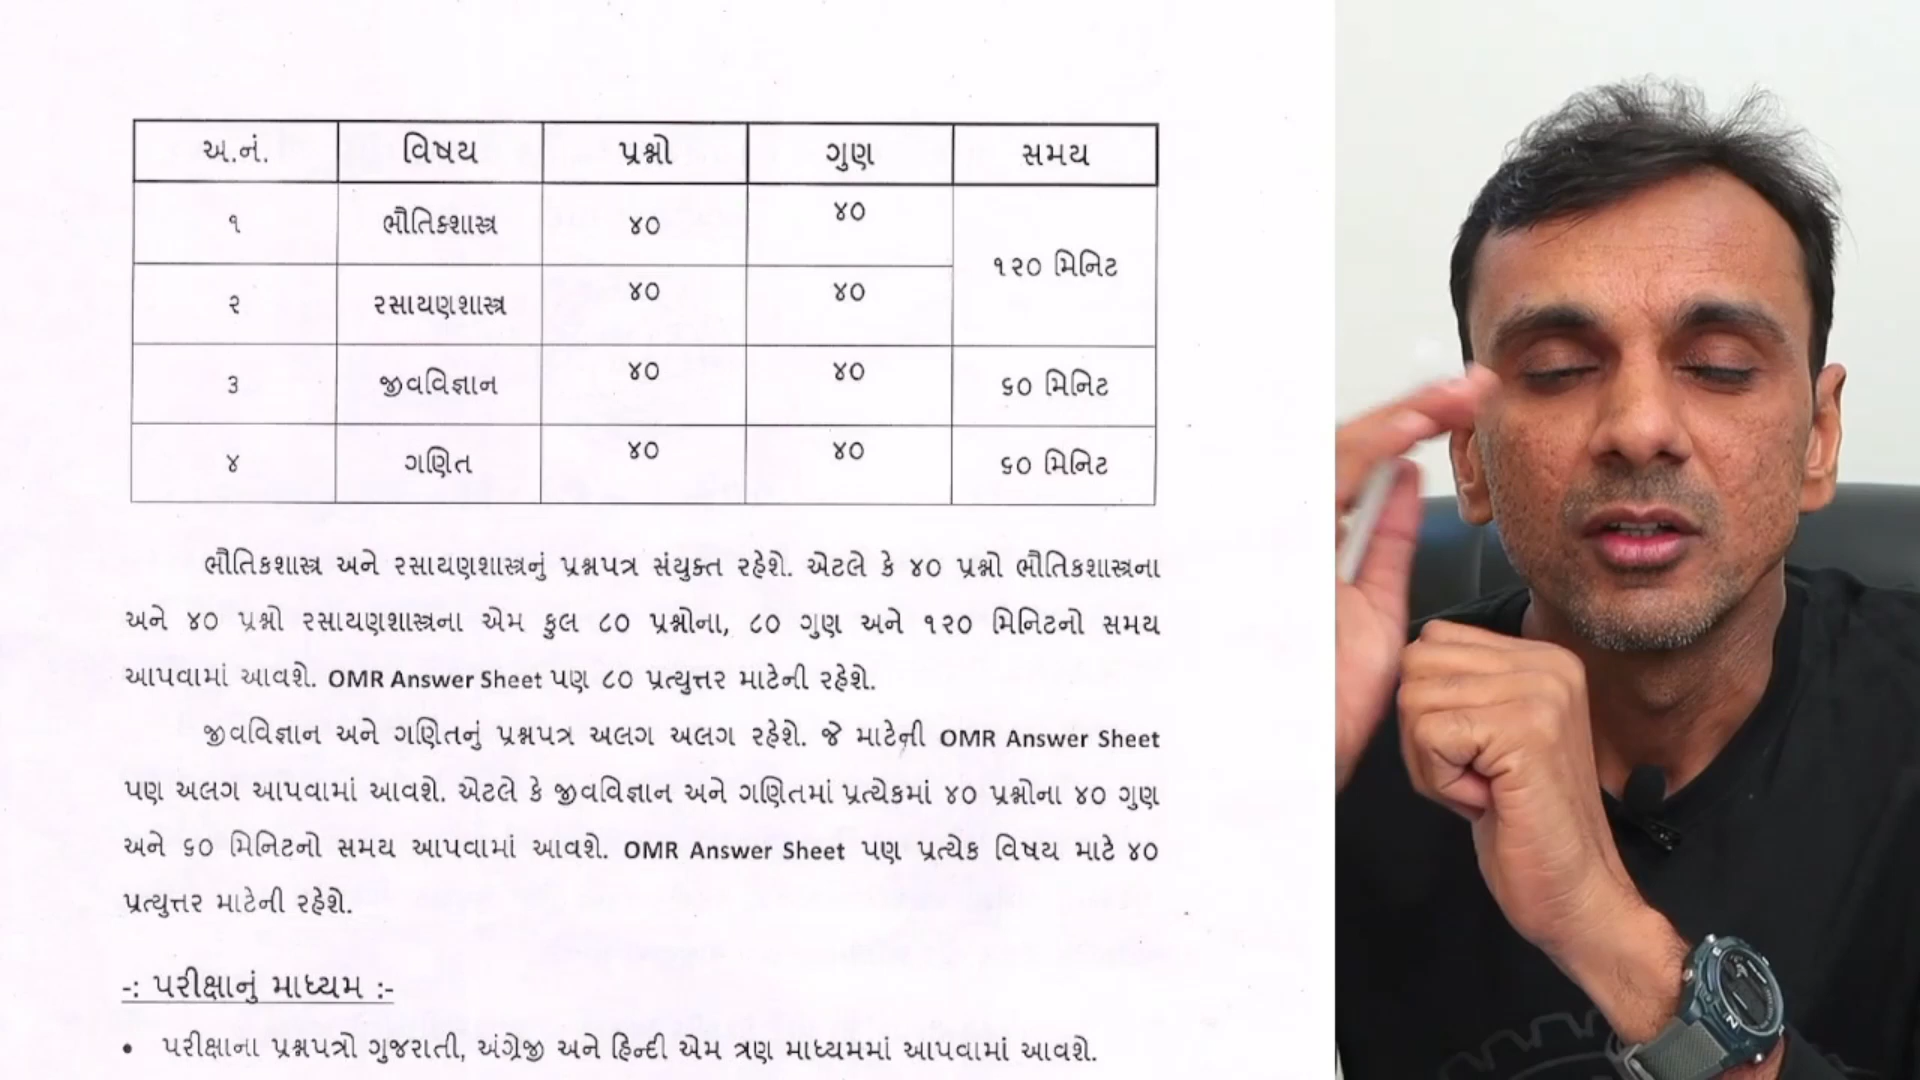 અ.નં. વિષય પ્રશ્નો ગુણ સમય
૧ ભૌતિકશાસ્ત્ર ૪૦ ૪૦ ૧૨૦ મિનિટ
૨ રસાયણશાસ્ત્ર ૪૦ ૪૦
૩ જીવવિજ્ઞાન ૪૦ ૪૦ ૬૦ મિનિટ
૪ ગણિત ૪૦ ૪૦ ૬૦ મિનિટ
ભૌતિકશાસ્ત્ર અને રસાયણશાસ્ત્રનું પ્રશ્નપત્ર સંયુક્ત રહેશે. એટલે કે ૪૦ પ્રશ્નો ભૌતિકશાસ્ત્રના
અને ૪૦ પ્રશ્નો રસાયણશાસ્ત્રના એમ કુલ ૮૦ પ્રશ્નોના, ૮૦ ગુણ અને ૧૨૦ મિનિટનો સમય
આપવામાં આવશે. OMR Answer Sheet પણ ૮૦ પ્રત્યુત્તર માટેની રહેશે.
જીવવિજ્ઞાન અને ગણિતનું પ્રશ્નપત્ર અલગ અલગ રહેશે. જે માટેની OMR Answer Sheet
પણ અલગ આપવામાં આવશે. એટલે કે જીવવિજ્ઞાન અને ગણિતમાં પ્રત્યેકમાં ૪૦ પ્રશ્નોના ૪૦ ગુણ
અને ૬૦ મિનિટનો સમય આપવામાં આવશે. OMR Answer Sheet પણ પ્રત્યેક વિષય માટે ૪૦
પ્રત્યુત્તર માટેની રહેશે.
-: પરીક્ષાનું માધ્યમ :-
• પરીક્ષાના પ્રશ્નપત્રો ગુજરાતી, અંગ્રેજી અને હિન્દી એમ ત્રણ માધ્યમમાં આપવામાં આવશે.